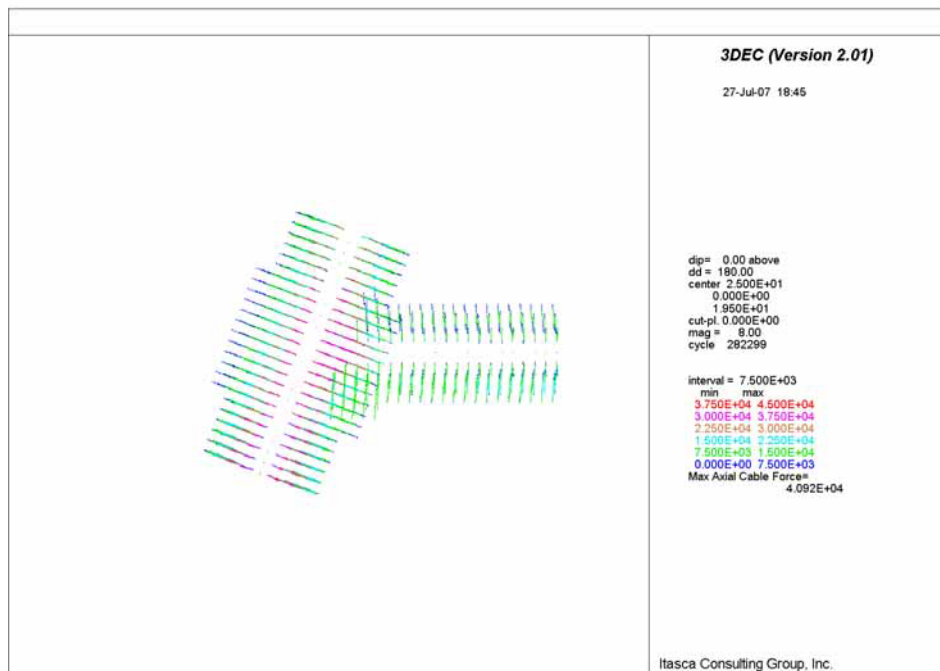 3DEC (Version 2.01)
27-Jul-07 18:45
dip= 0.00 above
dd = 180.00
center 2.500E+01
0.000E+00
1.950E+01
cut-pl. 0.000E+00
mag = 8.00
cycle 282299
interval = 7.500E+03
min max
3.750E+04 4.500E+04
3.000E+04 3.750E+04
2.250E+04 3.000E+04
1.500E+04 2.250E+04
7.500E+03 1.500E+04
0.000E+00 7.500E+03
Max Axial Cable Force=
4.092E+04
Itasca Consulting Group, Inc.